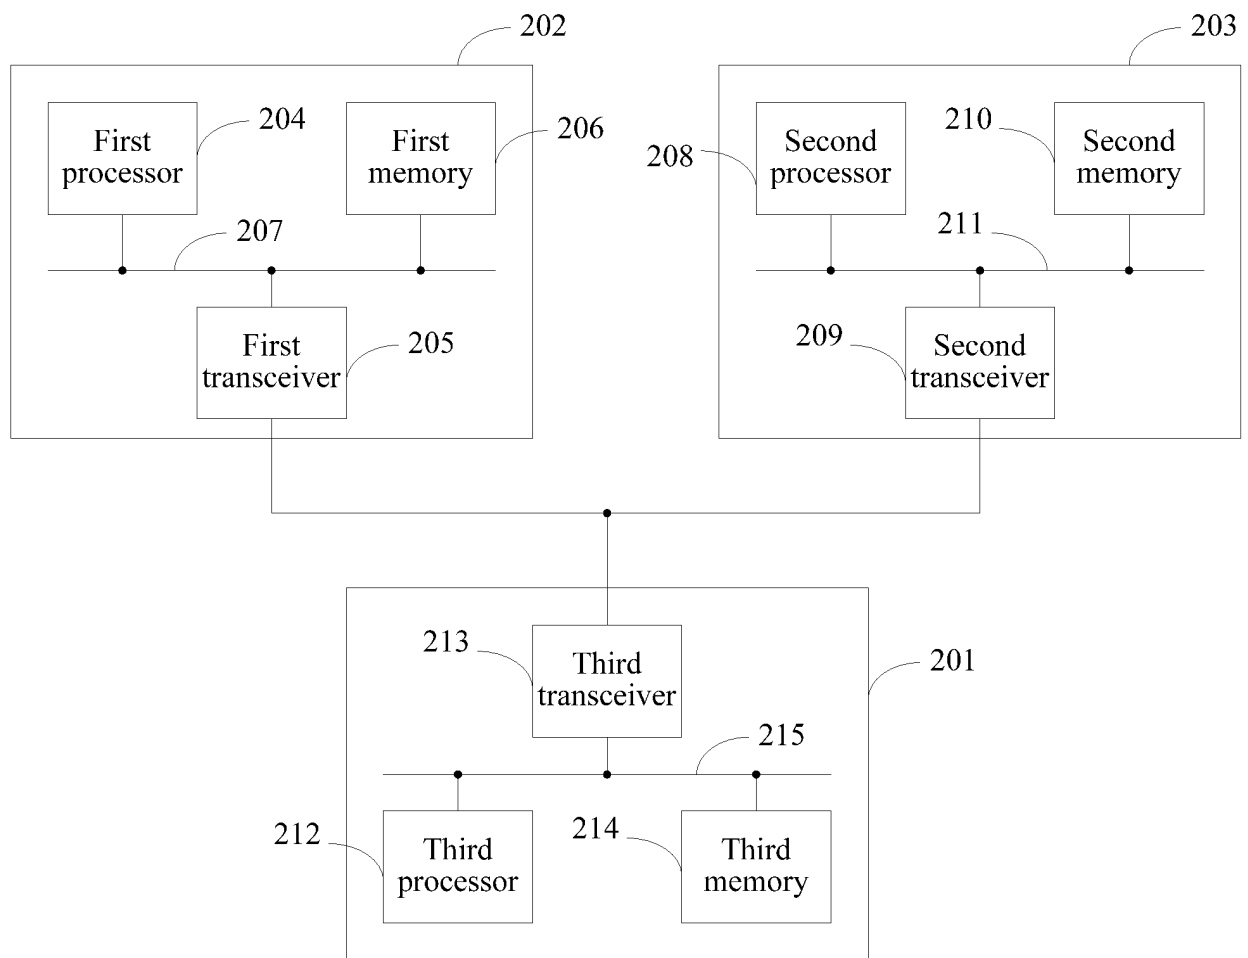 202
203
First
processor
204
First
memory
206
208
Second
processor
210
Second
memory
207
211
First
transceiver
205
209
Second
transceiver
213
Third
transceiver
201
215
212
Third
processor
214
Third
memory